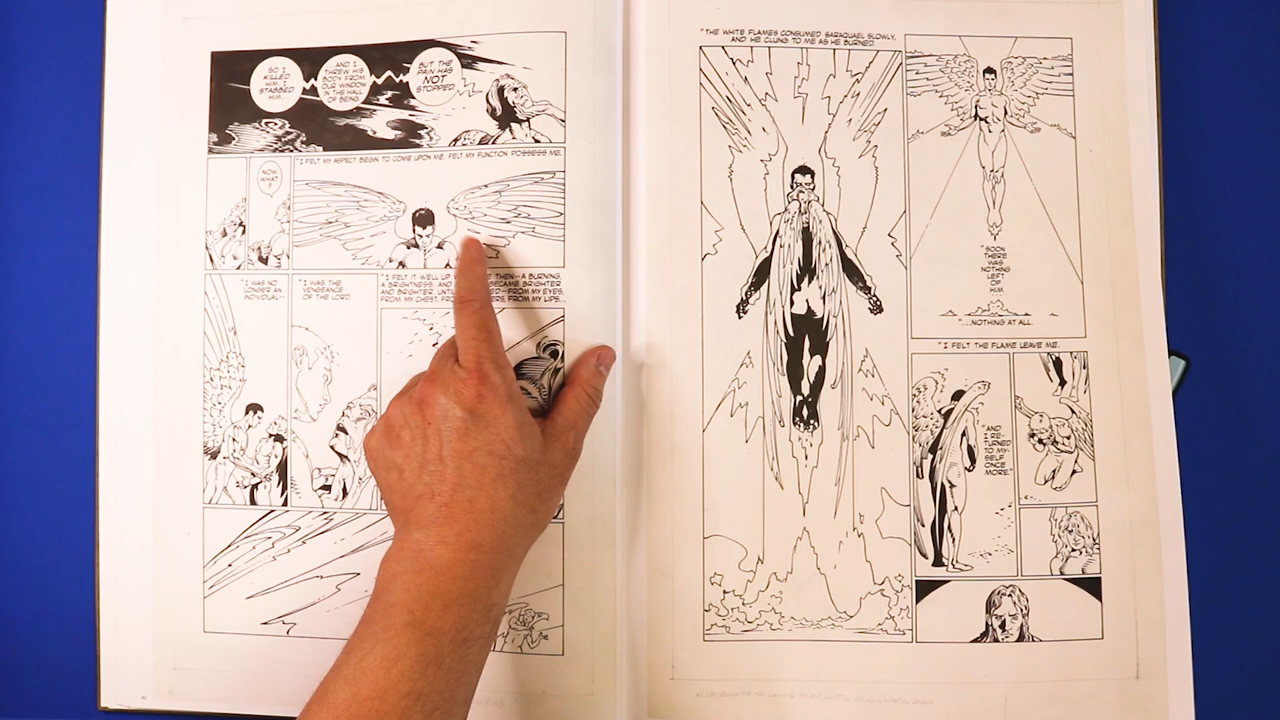 SO I
KILLED
HIM. I
STABBED
HIM...
AND I
THREW HIS
BODY FROM
OUR WINDOW
IN THE HALL
OF BEING.
BUT THE
PAIN HAS
NOT
STOPPED.
NOW
WHAT
?
"I FELT MY ASPECT BEGIN TO COME UPON ME, FELT MY FUNCTION POSSESS ME.
"I WAS NO
LONGER AN
INDIVIDUAL--
"I WAS THE
VENGEANCE
OF THE LORD.
"I FELT IT WELL UP THEN--A BURNING,
A BRIGHTNESS, AND BECAME BRIGHTER
AND BRIGHTER UNTIL --FROM MY EYES,
FROM MY CHEST, FROM FROM MY LIPS...
"THE WHITE FLAMES CONSUMED SARAQUAEL SLOWLY,
AND HE CLUNG TO ME AS HE BURNED.
"SOON
THERE
WAS
NOTHING
LEFT
OF
HIM
"...NOTHING AT ALL.
"I FELT THE FLAME LEAVE ME.
"AND
I RE-
TURNED
TO MY-
SELF
ONCE
MORE."